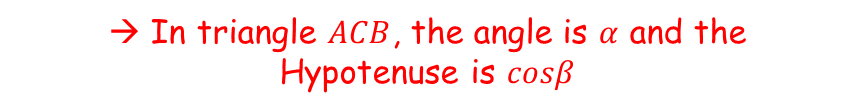 → In triangle ACB, the angle is α and the
Hypotenuse is cosβ